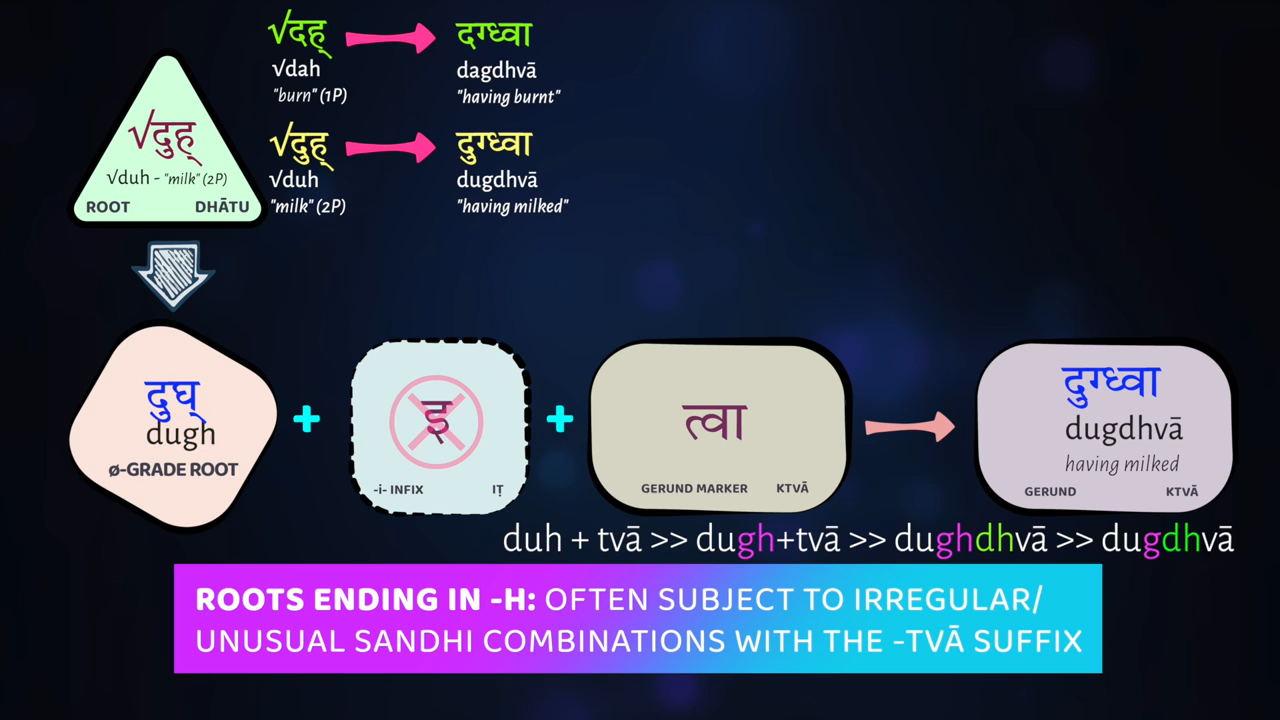 √दह् दग्ध्वा
√dah dagdhvā
"burn" (1P) "having burnt"
√दुह् दुग्ध्वा
√duh dugdhvā
"milk" (2P) "having milked"
√दुह्
√duh - "milk" (2P)
ROOT DHĀTU
दुघ्
dugh
ø-GRADE ROOT
+
इ
-i- INFIX IṬ
+
त्वा
GERUND MARKER KTVĀ
दुग्ध्वा
dugdhvā
having milked
GERUND KTVĀ
duh + tvā >> dugh+tvā >> dughdhvā >> dugdhvā
ROOTS ENDING IN -H: OFTEN SUBJECT TO IRREGULAR/
UNUSUAL SANDHI COMBINATIONS WITH THE -TVĀ SUFFIX